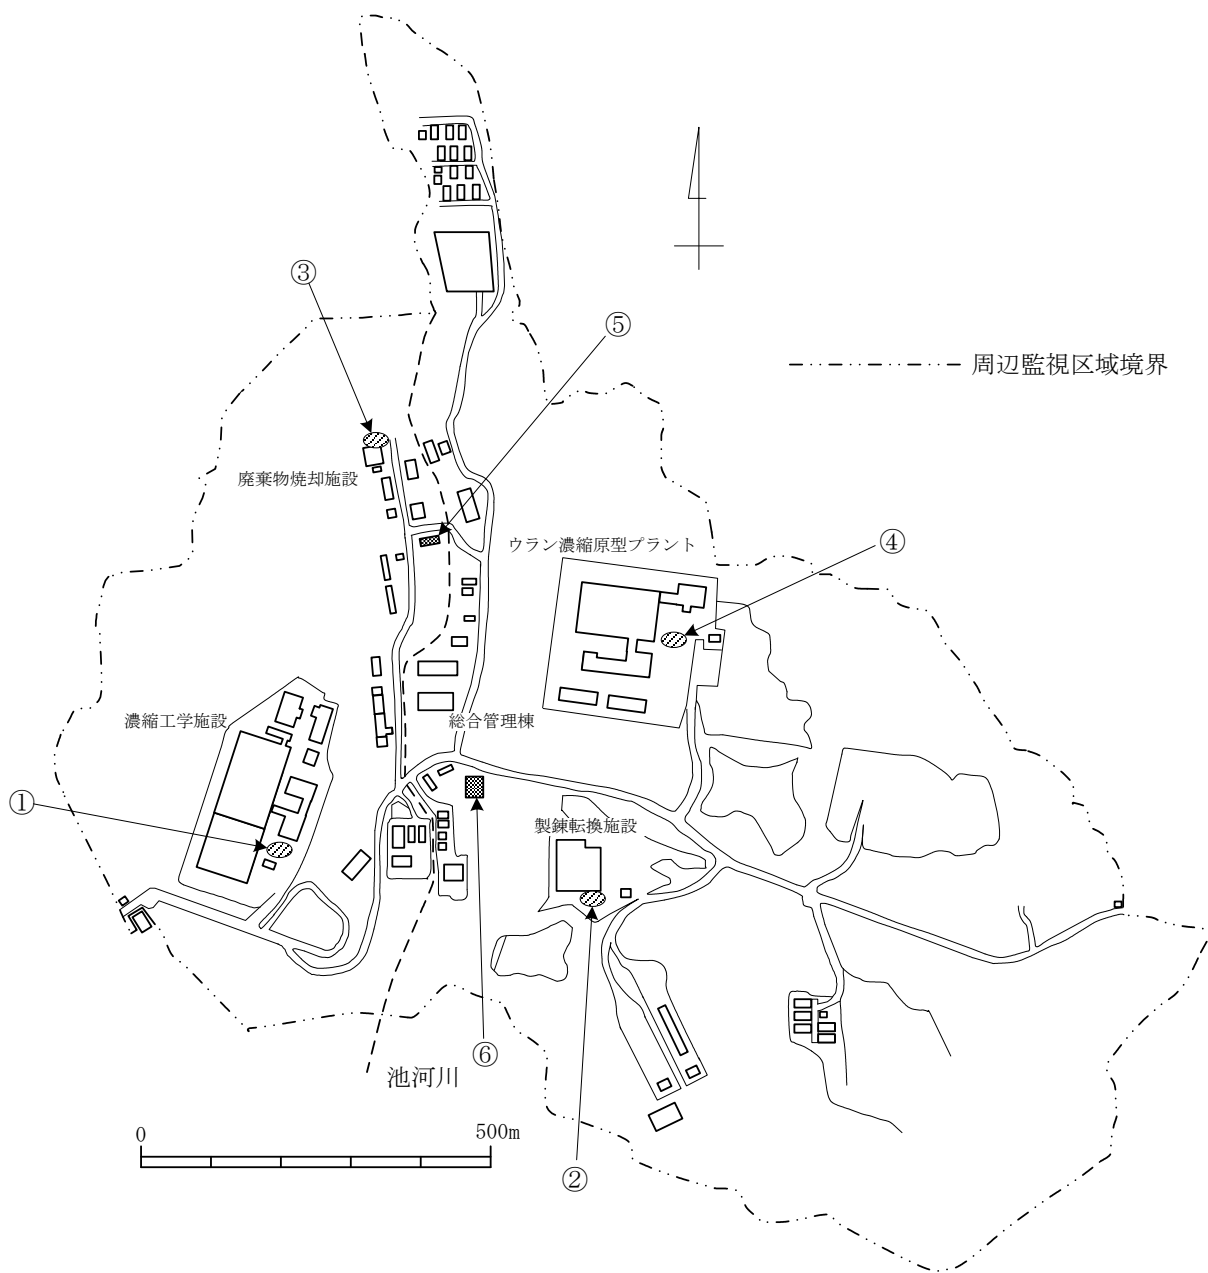 ③
⑤
周辺監視区域境界
廃棄物焼却施設
ウラン濃縮原型プラント
④
濃縮工学施設
総合管理棟
①
製錬転換施設
⑥
池河川
0
500m
②